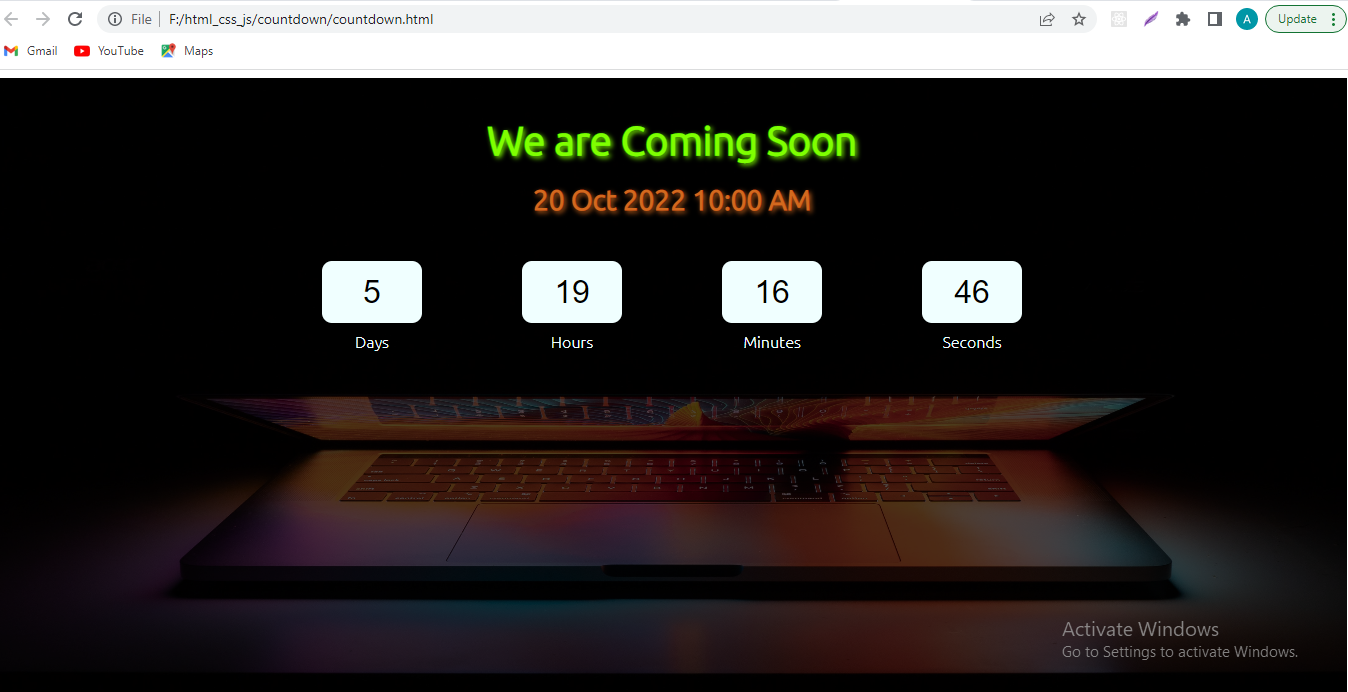 File F:/html_css_js/countdown/countdown.html
A
Update
Gmail YouTube Maps
We are Coming Soon
20 Oct 2022 10:00 AM
5 19 16 46
Days Hours Minutes Seconds
Activate Windows
Go to Settings to activate Windows.